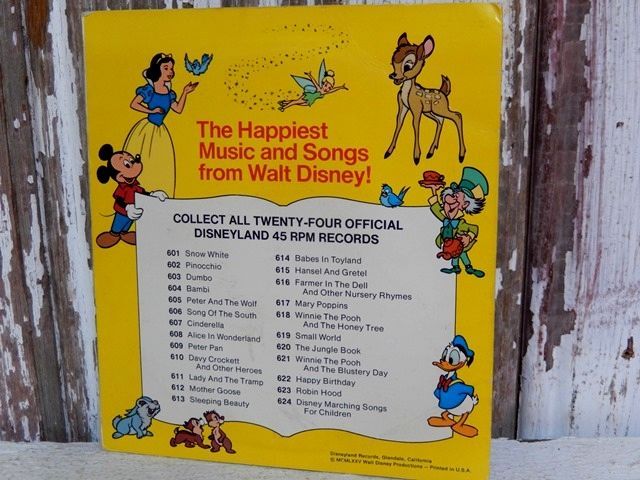 The Happiest
Music and Songs
from Walt Disney!
COLLECT ALL TWENTY-FOUR OFFICIAL
DISNEYLAND 45 RPM RECORDS
601 Snow White
602 Pinocchio
603 Dumbo
604 Bambi
605 Peter And The Wolf
606 Song Of The South
607 Cinderella
608 Alice In Wonderland
609 Peter Pan
610 Davy Crockett
And Other Heroes
611 Lady And The Tramp
612 Mother Goose
613 Sleeping Beauty
614 Babes In Toyland
615 Hansel And Gretel
616 Farmer In The Dell
And Other Nursery Rhymes
617 Mary Poppins
618 Winnie The Pooh
And The Honey Tree
619 Small World
620 The Jungle Book
621 Winnie The Pooh
And The Blustery Day
622 Happy Birthday
623 Robin Hood
624 Disney Marching Songs
For Children
Disneyland Records, Glendale, California
© MCMLXXV Walt Disney Productions – Printed in U.S.A.